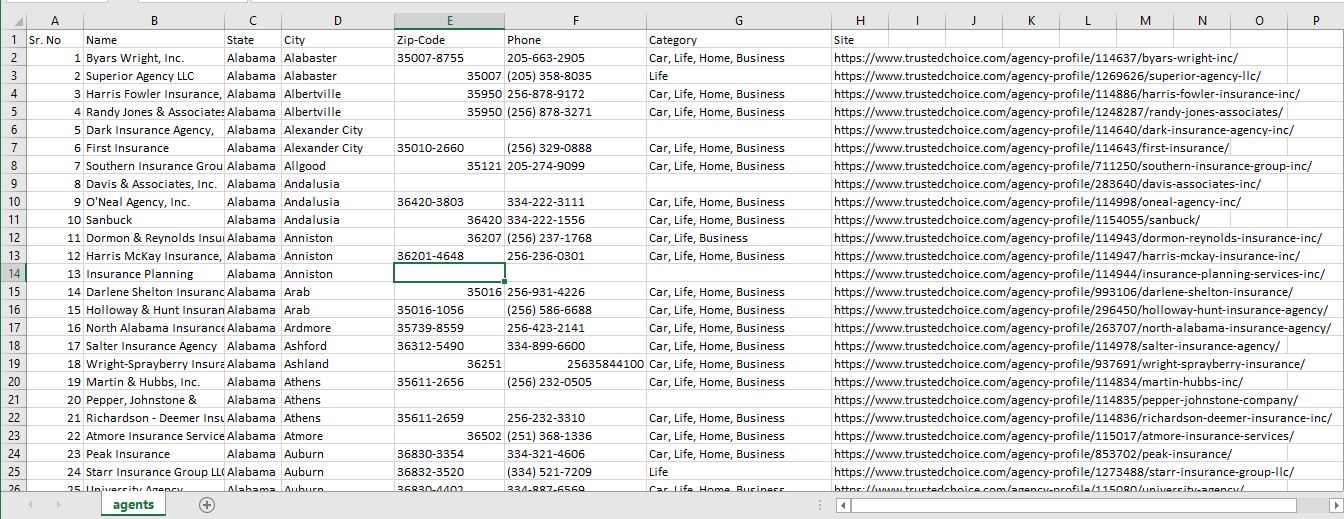 A B C D E F G H I J K L M N O P
1 Sr. No Name State City Zip-Code Phone Category Site
2 1 Byars Wright, Inc. Alabama Alabaster 35007-8755 205-663-2905 Car, Life, Home, Business https://www.trustedchoice.com/agency-profile/114637/byars-wright-inc/
3 2 Superior Agency LLC Alabama Alabaster 35007 (205) 358-8035 Life https://www.trustedchoice.com/agency-profile/1269626/superior-agency-llc/
4 3 Harris Fowler Insurance, Alabama Albertville 35950 256-878-9172 Car, Life, Home, Business https://www.trustedchoice.com/agency-profile/114886/harris-fowler-insurance-inc/
5 4 Randy Jones & Associates Alabama Albertville 35950 (256) 878-3271 Car, Life, Home, Business https://www.trustedchoice.com/agency-profile/1248287/randy-jones-associates/
6 5 Dark Insurance Agency, Alabama Alexander City https://www.trustedchoice.com/agency-profile/114640/dark-insurance-agency-inc/
7 6 First Insurance Alabama Alexander City 35010-2660 (256) 329-0888 Car, Life, Home, Business https://www.trustedchoice.com/agency-profile/114643/first-insurance/
8 7 Southern Insurance Grou Alabama Allgood 35121 205-274-9099 Car, Life, Home, Business https://www.trustedchoice.com/agency-profile/711250/southern-insurance-group-inc/
9 8 Davis & Associates, Inc. Alabama Andalusia https://www.trustedchoice.com/agency-profile/283640/davis-associates-inc/
10 9 O'Neal Agency, Inc. Alabama Andalusia 36420-3803 334-222-3111 Car, Life, Home, Business https://www.trustedchoice.com/agency-profile/114998/oneal-agency-inc/
11 10 Sanbuck Alabama Andalusia 36420 334-222-1556 Car, Life, Home, Business https://www.trustedchoice.com/agency-profile/1154055/sanbuck/
12 11 Dormon & Reynolds Insu Alabama Anniston 36207 (256) 237-1768 Car, Life, Business https://www.trustedchoice.com/agency-profile/114943/dormon-reynolds-insurance-inc/
13 12 Harris McKay Insurance, Alabama Anniston 36201-4648 256-236-0301 Car, Life, Home, Business https://www.trustedchoice.com/agency-profile/114947/harris-mckay-insurance-inc/
14 13 Insurance Planning Alabama Anniston https://www.trustedchoice.com/agency-profile/114944/insurance-planning-services-inc/
15 14 Darlene Shelton Insuranc Alabama Arab 35016 256-931-4226 Car, Life, Home, Business https://www.trustedchoice.com/agency-profile/993106/darlene-shelton-insurance/
16 15 Holloway & Hunt Insuran Alabama Arab 35016-1056 (256) 586-6688 Car, Life, Home, Business https://www.trustedchoice.com/agency-profile/296450/holloway-hunt-insurance-agency/
17 16 North Alabama Insurance Alabama Ardmore 35739-8559 256-423-2141 Car, Life, Home, Business https://www.trustedchoice.com/agency-profile/263707/north-alabama-insurance-agency/
18 17 Salter Insurance Agency Alabama Ashford 36312-5490 334-899-6600 Car, Life, Home, Business https://www.trustedchoice.com/agency-profile/114978/salter-insurance-agency/
19 18 Wright-Sprayberry Insura Alabama Ashland 36251 25635844100 Car, Life, Home, Business https://www.trustedchoice.com/agency-profile/937691/wright-sprayberry-insurance/
20 19 Martin & Hubbs, Inc. Alabama Athens 35611-2656 (256) 232-0505 Car, Life, Home, Business https://www.trustedchoice.com/agency-profile/114834/martin-hubbs-inc/
21 20 Pepper, Johnstone & Alabama Athens https://www.trustedchoice.com/agency-profile/114835/pepper-johnstone-company/
22 21 Richardson - Deemer Insu Alabama Athens 35611-2659 256-232-3310 Car, Life, Home, Business https://www.trustedchoice.com/agency-profile/114836/richardson-deemer-insurance-inc/
23 22 Atmore Insurance Service Alabama Atmore 36502 (251) 368-1336 Car, Life, Home, Business https://www.trustedchoice.com/agency-profile/115017/atmore-insurance-services/
24 23 Peak Insurance Alabama Auburn 36830-3354 334-321-4606 Car, Life, Home, Business https://www.trustedchoice.com/agency-profile/853702/peak-insurance/
25 24 Starr Insurance Group LLC Alabama Auburn 36832-3520 (334) 521-7209 Life https://www.trustedchoice.com/agency-profile/1273488/starr-insurance-group-llc/
26 25 University Agency Alabama Auburn 36830-4402 334-887-6569 Car, Life, Home, Business https://www.trustedchoice.com/agency-profile/115080/university-agency/
agents